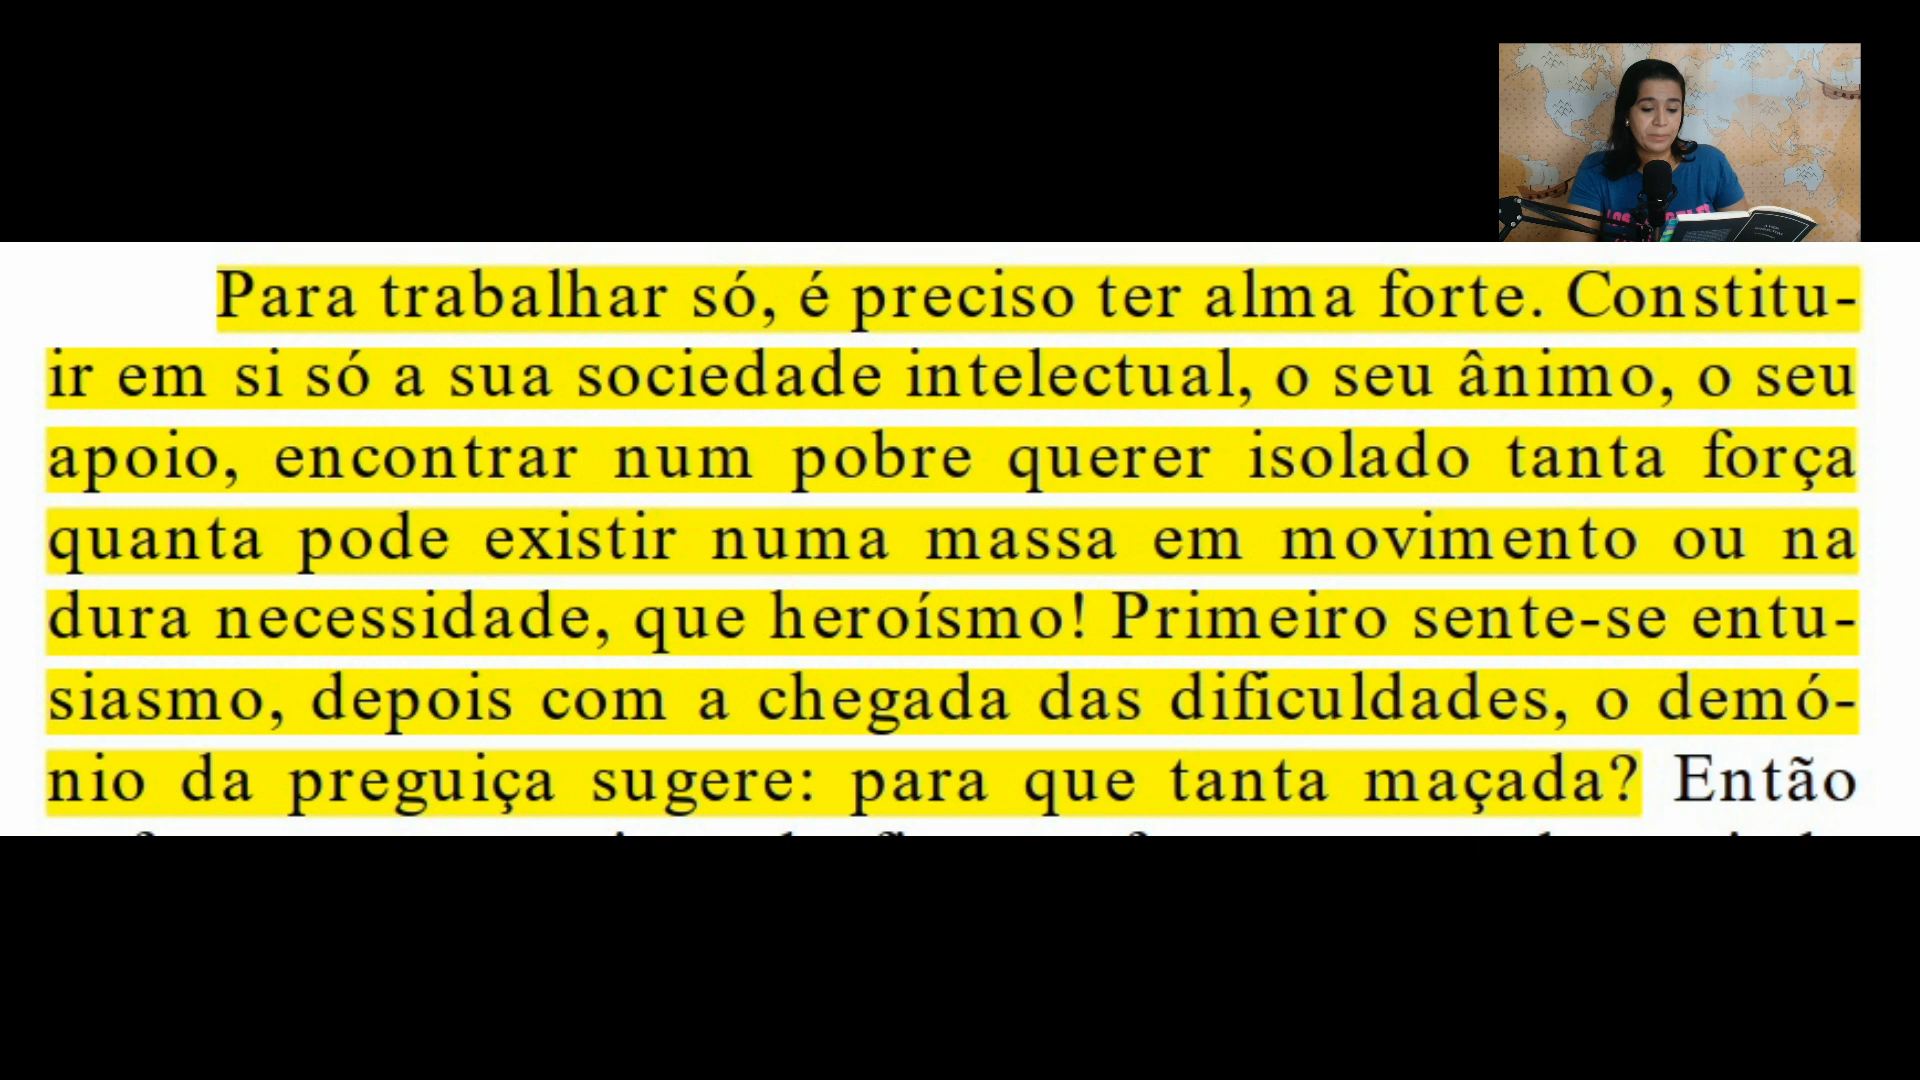 Para trabalhar só, é preciso ter alma forte. Constitu-
ir em si só a sua sociedade intelectual, o seu ânimo, o seu
apoio, encontrar num pobre querer isolado tanta força
quanta pode existir numa massa em movimento ou na
dura necessidade, que heroísmo! Primeiro sente-se entu-
siasmo, depois com a chegada das dificuldades, o demó-
nio da preguiça sugere: para que tanta maçada? Então